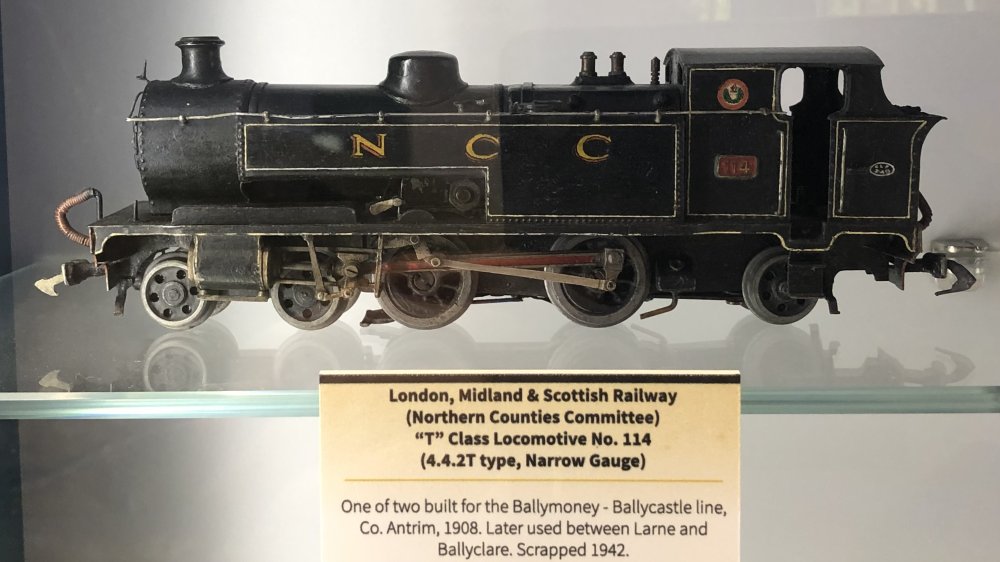 N C C
114
London, Midland & Scottish Railway
(Northern Counties Committee)
“T” Class Locomotive No. 114
(4.4.2T type, Narrow Gauge)
One of two built for the Ballymoney - Ballycastle line,
Co. Antrim, 1908. Later used between Larne and
Ballyclare. Scrapped 1942.